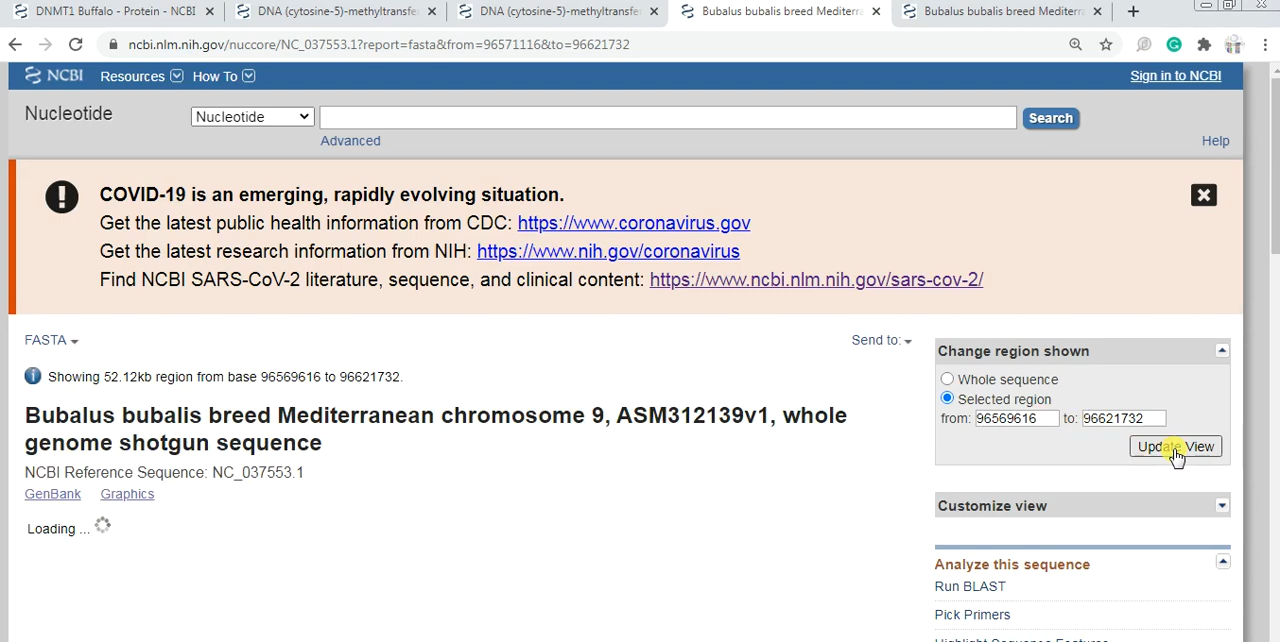 DNMT1 Buffalo - Protein - NCBI
DNA (cytosine-5)-methyltransfe
DNA (cytosine-5)-methyltransfe
Bubalus bubalis breed Mediterra
Bubalus bubalis breed Mediterra
ncbi.nlm.nih.gov/nuccore/NC_037553.1?report=fasta&from=96571116&to=96621732
NCBI Resources How To Sign in to NCBI
Nucleotide Nucleotide Search
Advanced Help
COVID-19 is an emerging, rapidly evolving situation.
Get the latest public health information from CDC: https://www.coronavirus.gov
Get the latest research information from NIH: https://www.nih.gov/coronavirus
Find NCBI SARS-CoV-2 literature, sequence, and clinical content: https://www.ncbi.nlm.nih.gov/sars-cov-2/
FASTA Send to:
Showing 52.12kb region from base 96569616 to 96621732.
Bubalus bubalis breed Mediterranean chromosome 9, ASM312139v1, whole
genome shotgun sequence
NCBI Reference Sequence: NC_037553.1
GenBank Graphics
Loading ...
Change region shown
Whole sequence
Selected region
from: 96569616 to: 96621732
Update View
Customize view
Analyze this sequence
Run BLAST
Pick Primers
Highlight Sequence Features